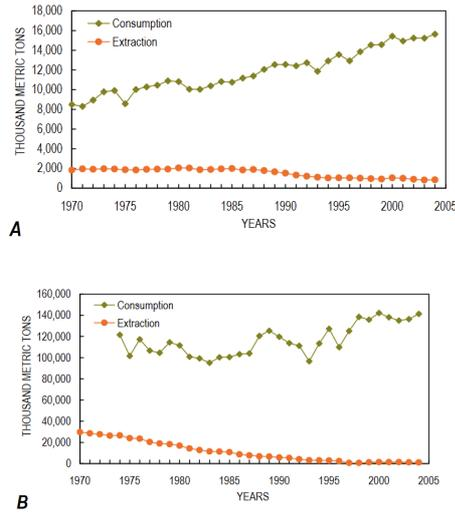 18,000
16,000
14,000
12,000
10,000
8,000
6,000
4,000
2,000
0
THOUSAND METRIC TONS
Consumption
Extraction
1970 1975 1980 1985 1990 1995 2000 2005
YEARS
A
160,000
140,000
120,000
100,000
80,000
60,000
40,000
20,000
0
THOUSAND METRIC TONS
Consumption
Extraction
1970 1975 1980 1985 1990 1995 2000 2005
YEARS
B